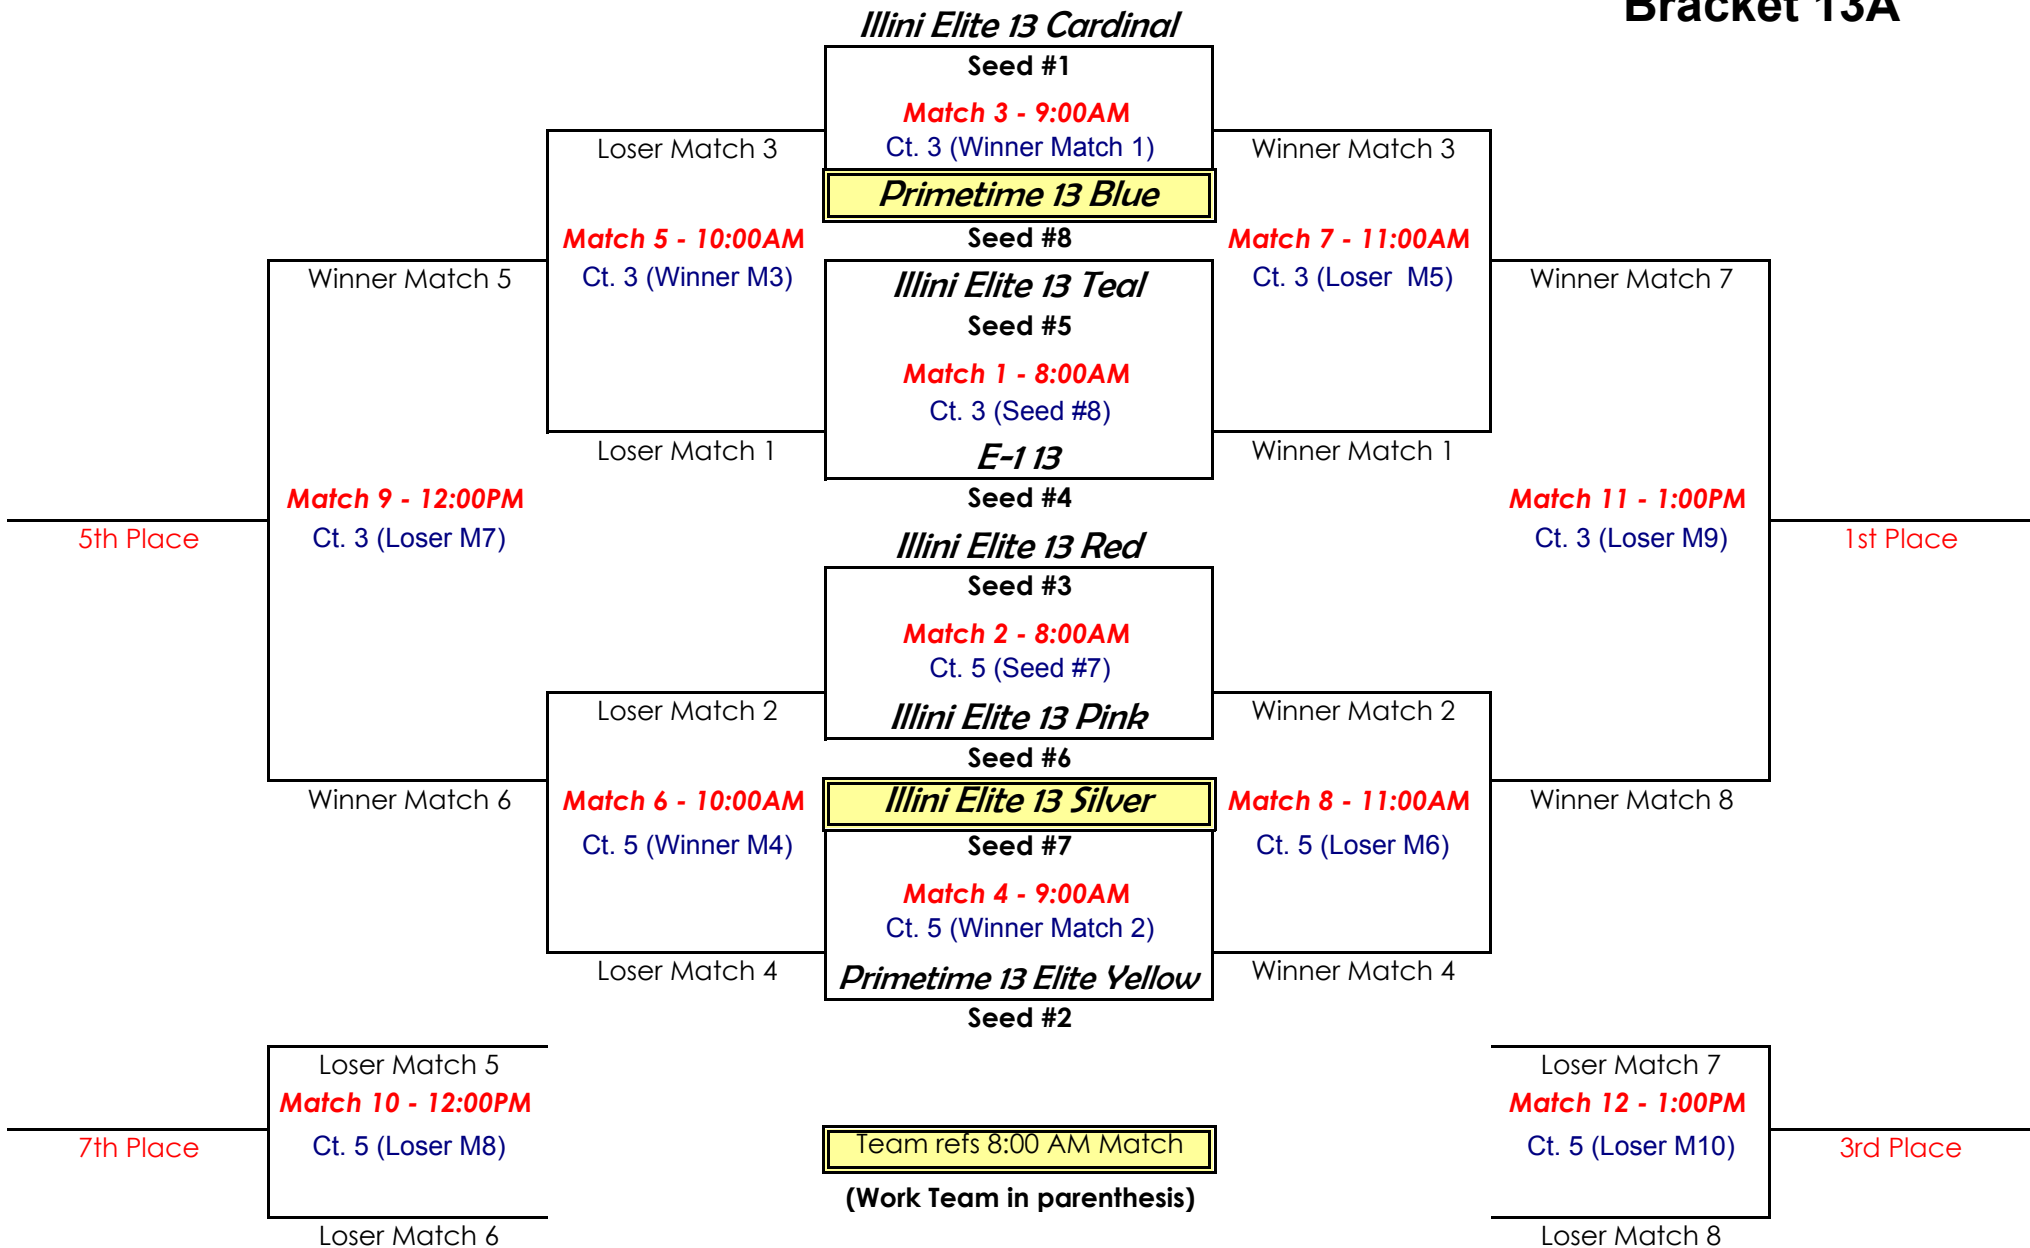 Bracket 13A
Illini Elite 13 Cardinal
Seed #1
Match 3 - 9:00AM
Loser Match 3
Ct. 3 (Winner Match 1)
Winner Match 3
Primetime 13 Blue
Match 5 - 10:00AM
Seed #8
Match 7 - 11:00AM
Winner Match 5
Ct. 3 (Winner M3)
Illini Elite 13 Teal
Ct. 3 (Loser  M5)
Winner Match 7
Seed #5
Match 1 - 8:00AM
Ct. 3 (Seed #8)
Loser Match 1
E-1 13
Winner Match 1
Match 9 - 12:00PM
Seed #4
Match 11 - 1:00PM
5th Place
Ct. 3 (Loser M7)
Illini Elite 13 Red
Ct. 3 (Loser M9)
1st Place
Seed #3
Match 2 - 8:00AM
Ct. 5 (Seed #7)
Loser Match 2
Illini Elite 13 Pink
Winner Match 2
Seed #6
Winner Match 6
Match 6 - 10:00AM
Illini Elite 13 Silver
Match 8 - 11:00AM
Winner Match 8
Ct. 5 (Winner M4)
Seed #7
Ct. 5 (Loser M6)
Match 4 - 9:00AM
Ct. 5 (Winner Match 2)
Loser Match 4
Primetime 13 Elite Yellow
Winner Match 4
Seed #2
Loser Match 5
Loser Match 7
Match 10 - 12:00PM
Match 12 - 1:00PM
7th Place
Ct. 5 (Loser M8)
Team refs 8:00 AM Match
Ct. 5 (Loser M10)
3rd Place
(Work Team in parenthesis)
Loser Match 6
Loser Match 8